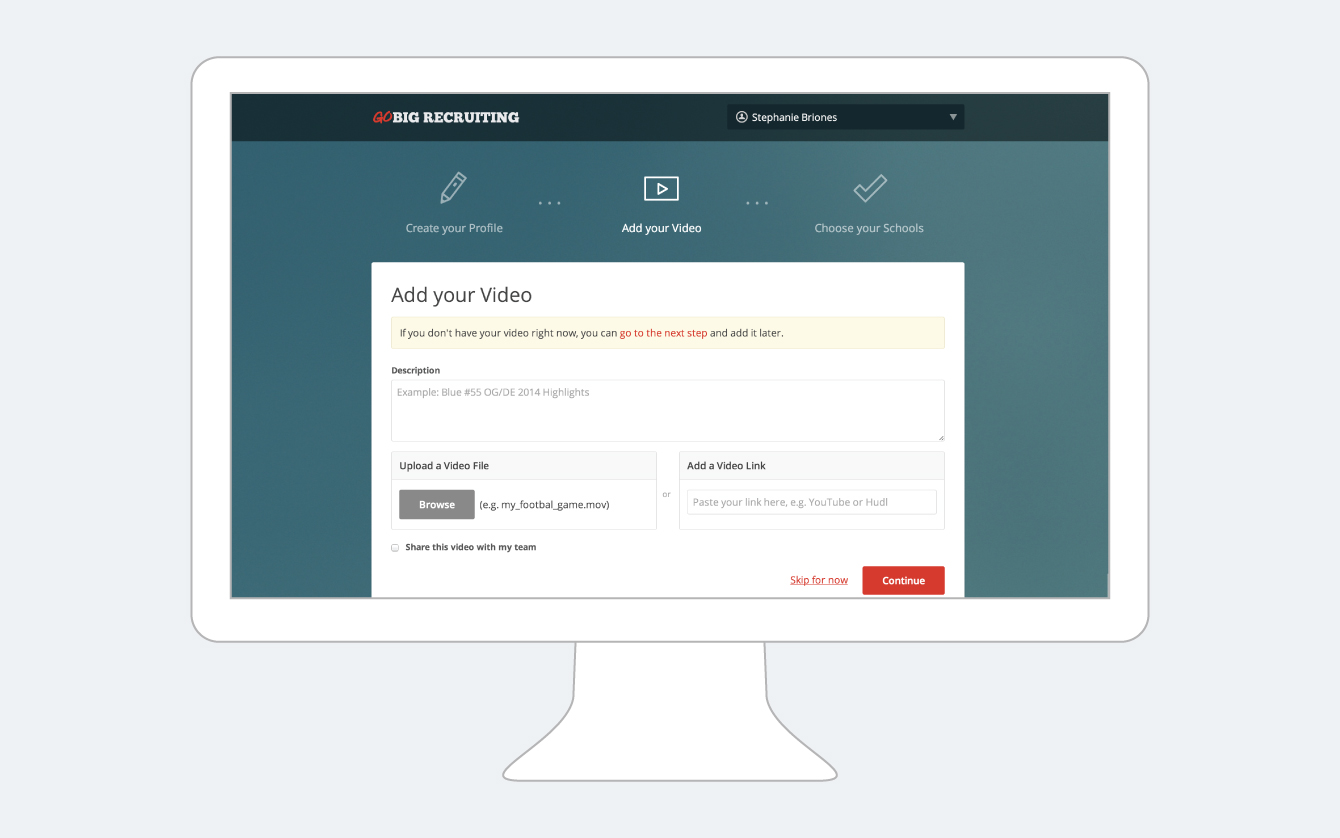 GOBIG RECRUITING
Stephanie Briones
Create your Profile
Add your Video
Choose your Schools
Add your Video
If you don't have your video right now, you can go to the next step and add it later.
Description
Example: Blue #55 OG/DE 2014 Highlights
Upload a Video File
Browse (e.g. my_footbal_game.mov)
or
Add a Video Link
Paste your link here, e.g. YouTube or Hudl
Share this video with my team
Skip for now
Continue